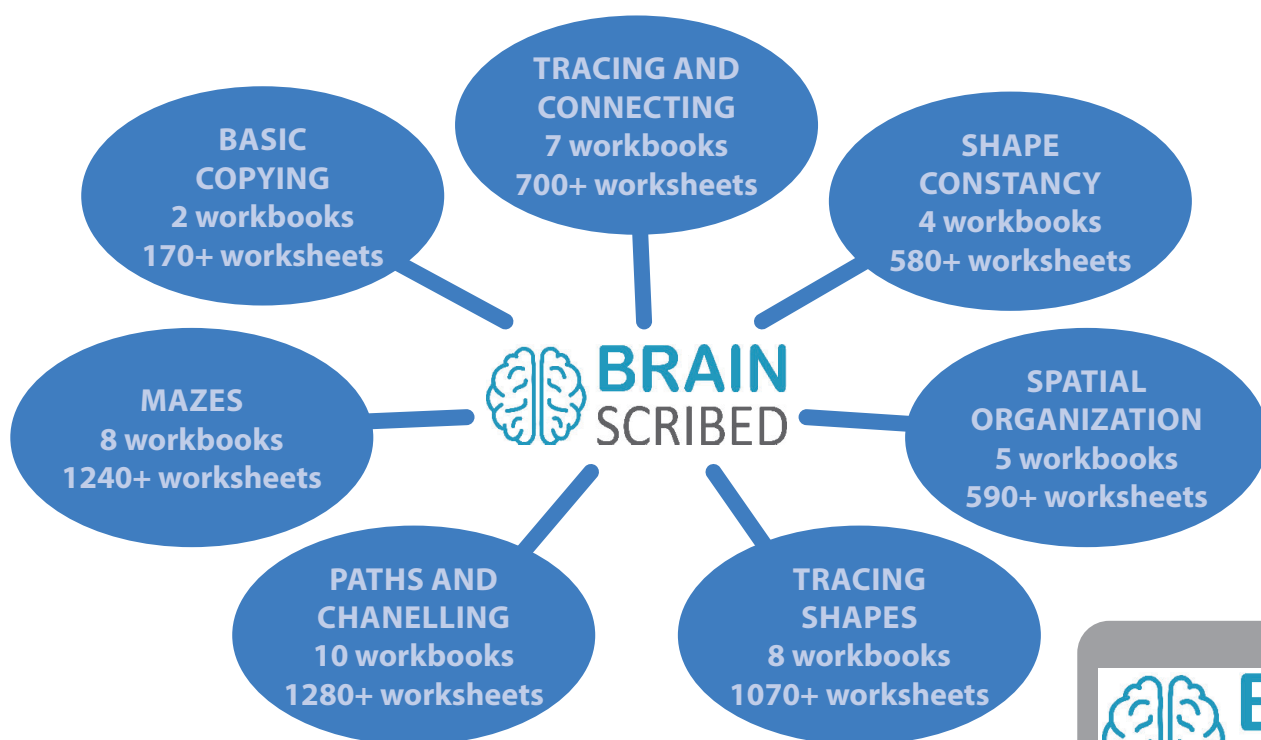 TRACING AND
CONNECTING
7 workbooks
700+ worksheets
BASIC
COPYING
2 workbooks
170+ worksheets
SHAPE
CONSTANCY
4 workbooks
580+ worksheets
BRAIN
SCRIBED
MAZES
8 workbooks
1240+ worksheets
SPATIAL
ORGANIZATION
5 workbooks
590+ worksheets
PATHS AND
CHANELLING
10 workbooks
1280+ worksheets
TRACING
SHAPES
8 workbooks
1070+ worksheets